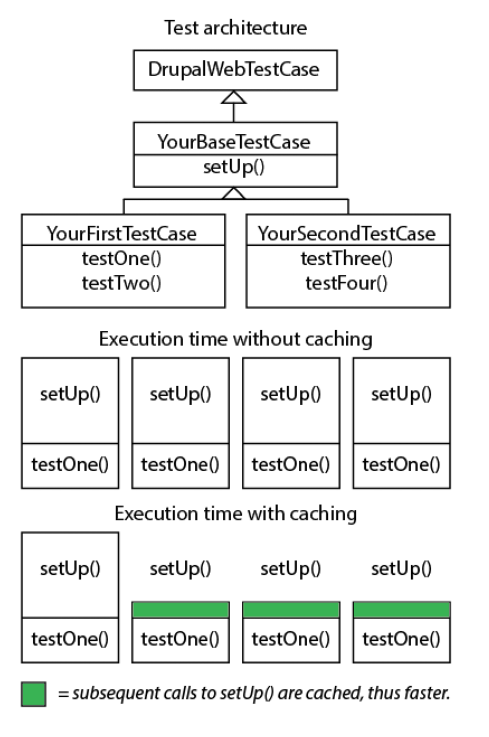 Test architecture
DrupalWebTestCase
YourBaseTestCase
setUp()
YourFirstTestCase
testOne()
testTwo()
YourSecondTestCase
testThree()
testFour()
Execution time without caching
setUp() setUp() setUp() setUp()
testOne() testOne() testOne() testOne()
Execution time with caching
setUp() setUp() setUp() setUp()
testOne() testOne() testOne() testOne()
= subsequent calls to setUp() are cached, thus faster.